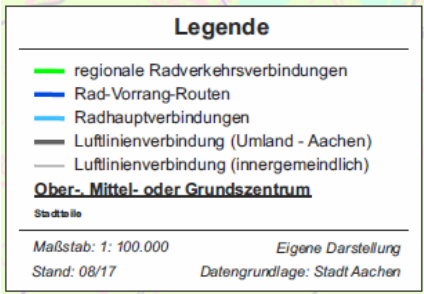 Legende
regionale Radverkehrsverbindungen
Rad-Vorrang-Routen
Radhauptverbindungen
Luftlinienverbindung (Umland - Aachen)
Luftlinienverbindung (innergemeindlich)
Ober-, Mittel- oder Grundszentrum
Stadtteile
Maßstab: 1: 100.000 Eigene Darstellung
Stand: 08/17 Datengrundlage: Stadt Aachen